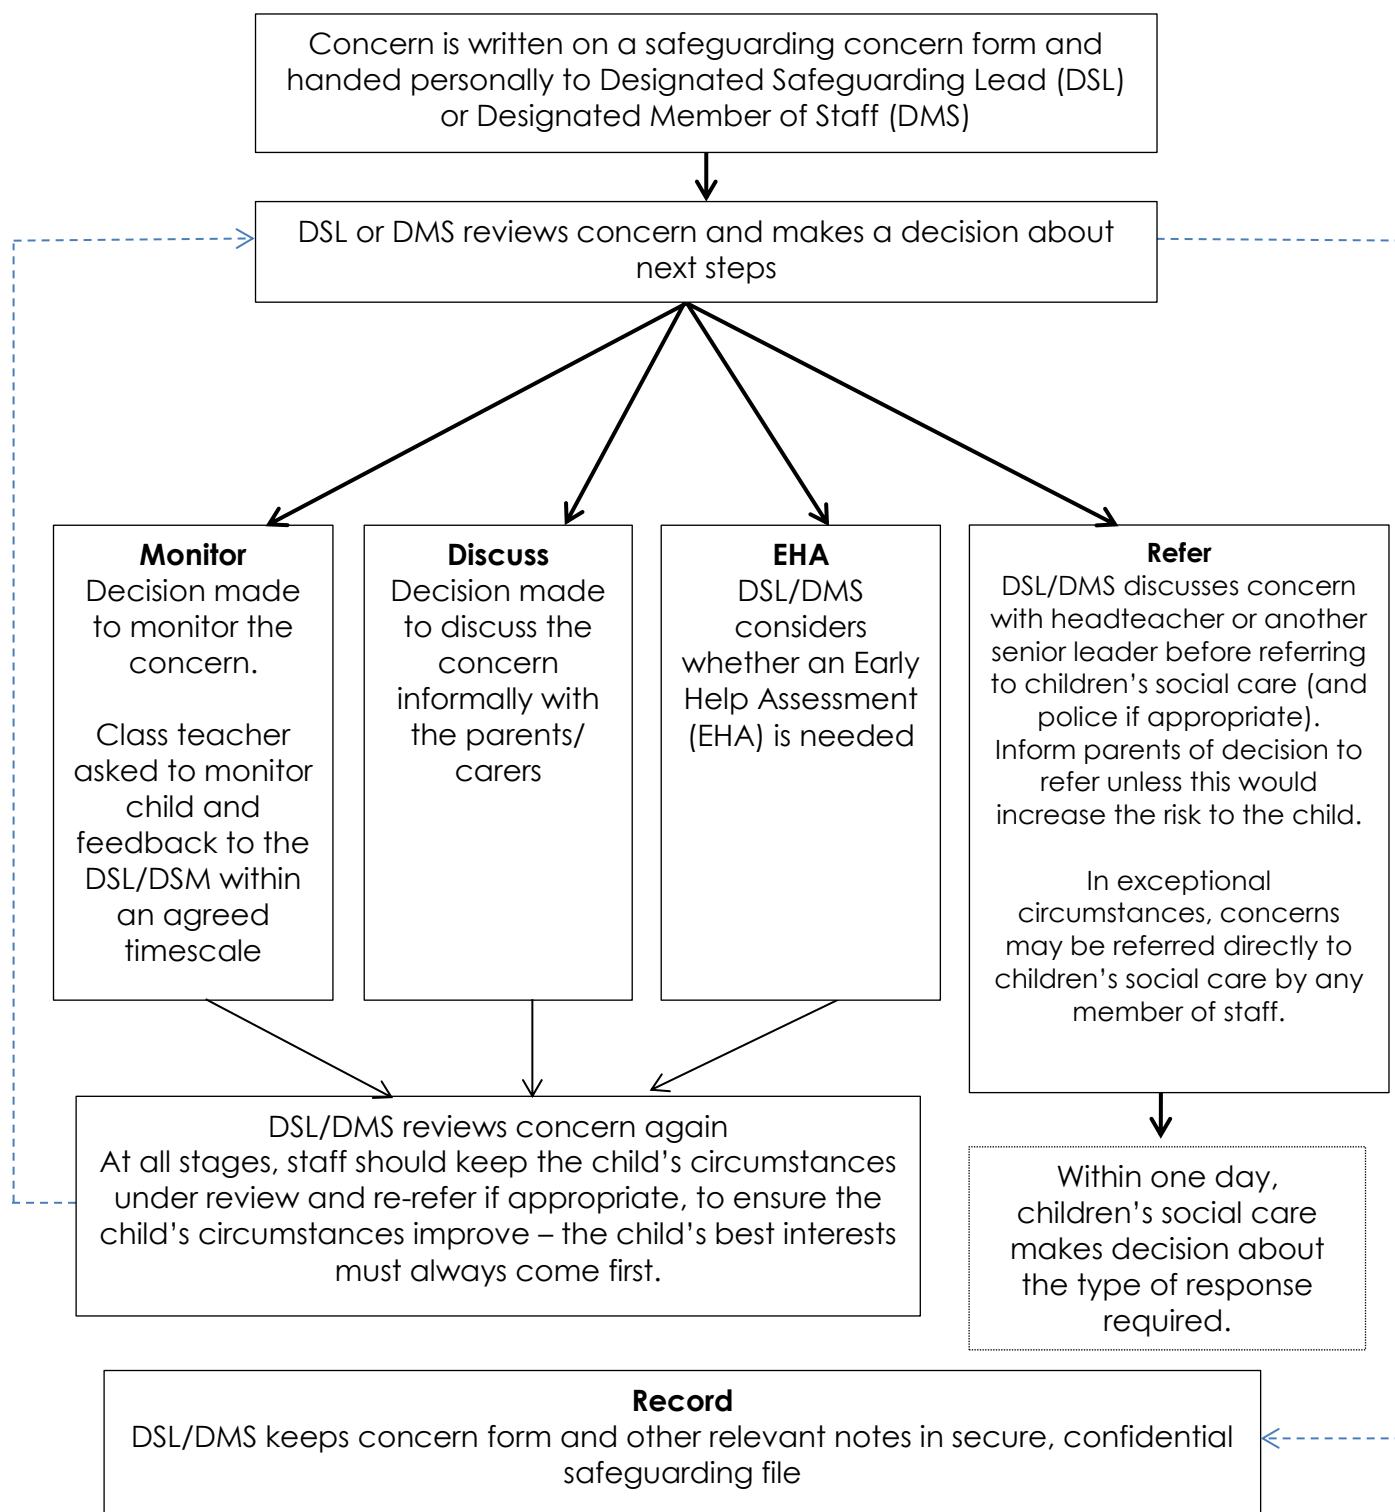 Concern is written on a safeguarding concern form and
handed personally to Designated Safeguarding Lead (DSL)
or Designated Member of Staff (DMS)
DSL or DMS reviews concern and makes a decision about
next steps
Monitor
Decision made
to monitor the
concern.
Class teacher
asked to monitor
child and
feedback to the
DSL/DSM within
an agreed
timescale
Discuss
Decision made
to discuss the
concern
informally with
the parents/
carers
EHA
DSL/DMS
considers
whether an Early
Help Assessment
(EHA) is needed
Refer
DSL/DMS discusses concern
with headteacher or another
senior leader before referring
to children’s social care (and
police if appropriate).
Inform parents of decision to
refer unless this would
increase the risk to the child.
In exceptional
circumstances, concerns
may be referred directly to
children’s social care by any
member of staff.
DSL/DMS reviews concern again
At all stages, staff should keep the child’s circumstances
under review and re-refer if appropriate, to ensure the
child’s circumstances improve – the child’s best interests
must always come first.
Within one day,
children’s social care
makes decision about
the type of response
required.
Record
DSL/DMS keeps concern form and other relevant notes in secure, confidential
safeguarding file